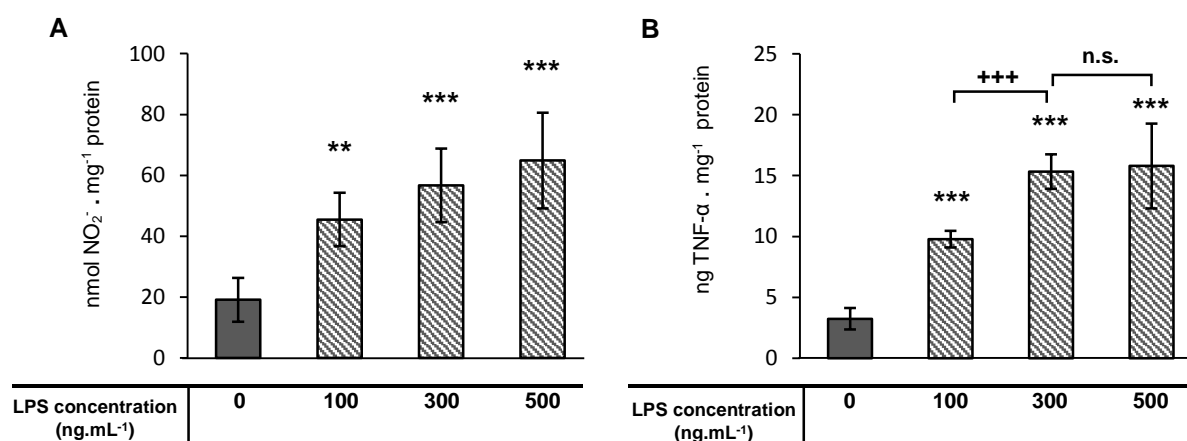 A
nmol NO₂⁻ . mg⁻¹ protein
100
80
60
40
20
0
**
***
***
LPS concentration
(ng.mL⁻¹)
0 100 300 500
B
ng TNF-α . mg⁻¹ protein
25
20
15
10
5
0
***
+++
***
n.s.
***
LPS concentration
(ng.mL⁻¹)
0 100 300 500